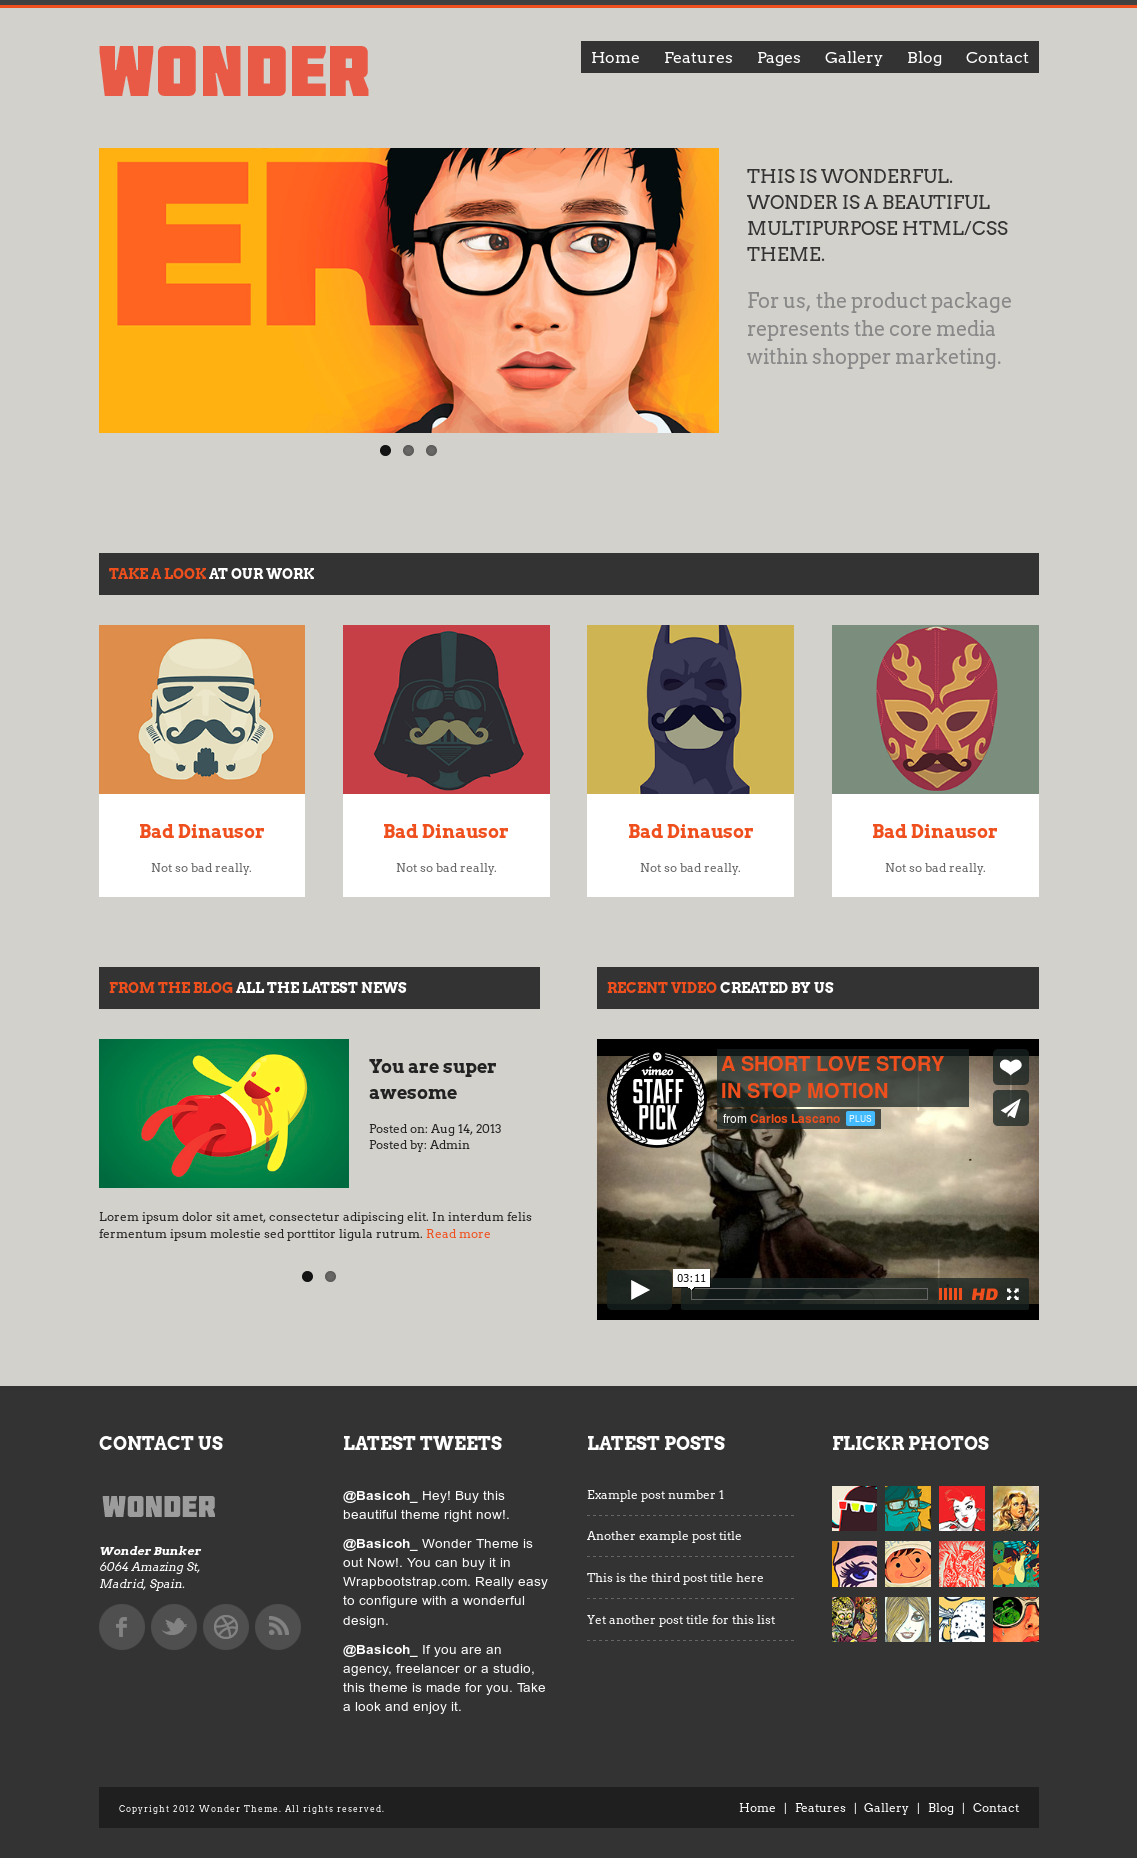 WONDER
Home Features Pages Gallery Blog Contact
ER
THIS IS WONDERFUL.
WONDER IS A BEAUTIFUL
MULTIPURPOSE HTML/CSS
THEME.
For us, the product package
represents the core media
within shopper marketing.
TAKE A LOOK AT OUR WORK
Bad Dinausor
Not so bad really.
Bad Dinausor
Not so bad really.
Bad Dinausor
Not so bad really.
Bad Dinausor
Not so bad really.
FROM THE BLOG ALL THE LATEST NEWS
You are super
awesome
Posted on: Aug 14, 2013
Posted by: Admin
Lorem ipsum dolor sit amet, consectetur adipiscing elit. In interdum felis
fermentum ipsum molestie sed porttitor ligula rutrum. Read more
RECENT VIDEO CREATED BY US
V
vimeo
STAFF
PICK
A SHORT LOVE STORY
IN STOP MOTION
from Carlos Lascano PLUS
03:11
HD
CONTACT US
WONDER
Wonder Bunker
6064 Amazing St,
Madrid, Spain.
LATEST TWEETS
@Basicoh_ Hey! Buy this
beautiful theme right now!.
@Basicoh_ Wonder Theme is
out Now!. You can buy it in
Wrapbootstrap.com. Really easy
to configure with a wonderful
design.
@Basicoh_ If you are an
agency, freelancer or a studio,
this theme is made for you. Take
a look and enjoy it.
LATEST POSTS
Example post number 1
Another example post title
This is the third post title here
Yet another post title for this list
FLICKR PHOTOS
Copyright 2012 Wonder Theme. All rights reserved.
Home | Features | Gallery | Blog | Contact